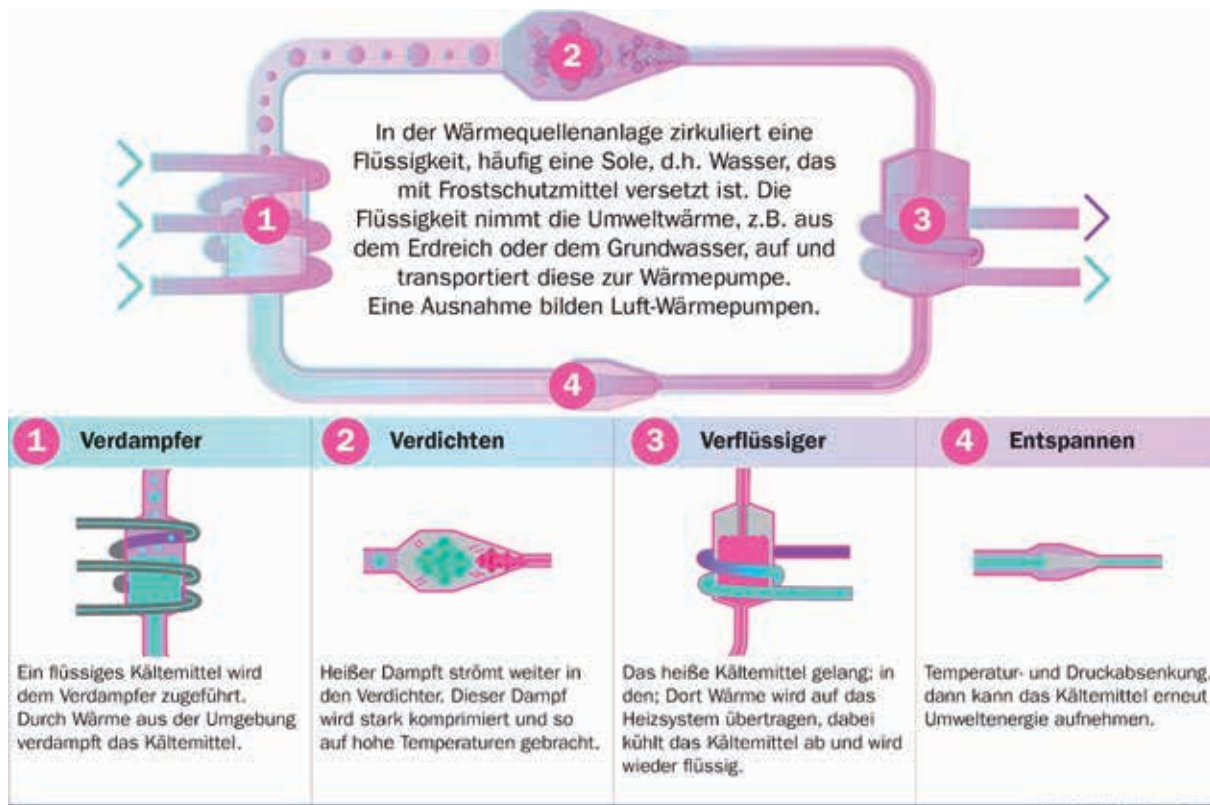 2
In der Wärmequellenanlage zirkuliert eine
Flüssigkeit, häufig eine Sole, d.h. Wasser, das
mit Frostschutzmittel versetzt ist. Die
Flüssigkeit nimmt die Umweltwärme, z.B. aus
dem Erdreich oder dem Grundwasser, auf und
transportiert diese zur Wärmepumpe.
Eine Ausnahme bilden Luft-Wärmepumpen.
1
3
4
1 Verdampfer
Ein flüssiges Kältemittel wird
dem Verdampfer zugeführt.
Durch Wärme aus der Umgebung
verdampft das Kältemittel.
2 Verdichten
Heißer Dampft strömt weiter in
den Verdichter. Dieser Dampf
wird stark komprimiert und so
auf hohe Temperaturen gebracht.
3 Verflüssiger
Das heiße Kältemittel gelang; in
den; Dort Wärme wird auf das
Heizsystem übertragen, dabei
kühlt das Kältemittel ab und wird
wieder flüssig.
4 Entspannen
Temperatur- und Druckabsenkung,
dann kann das Kältemittel erneut
Umweltenergie aufnehmen.